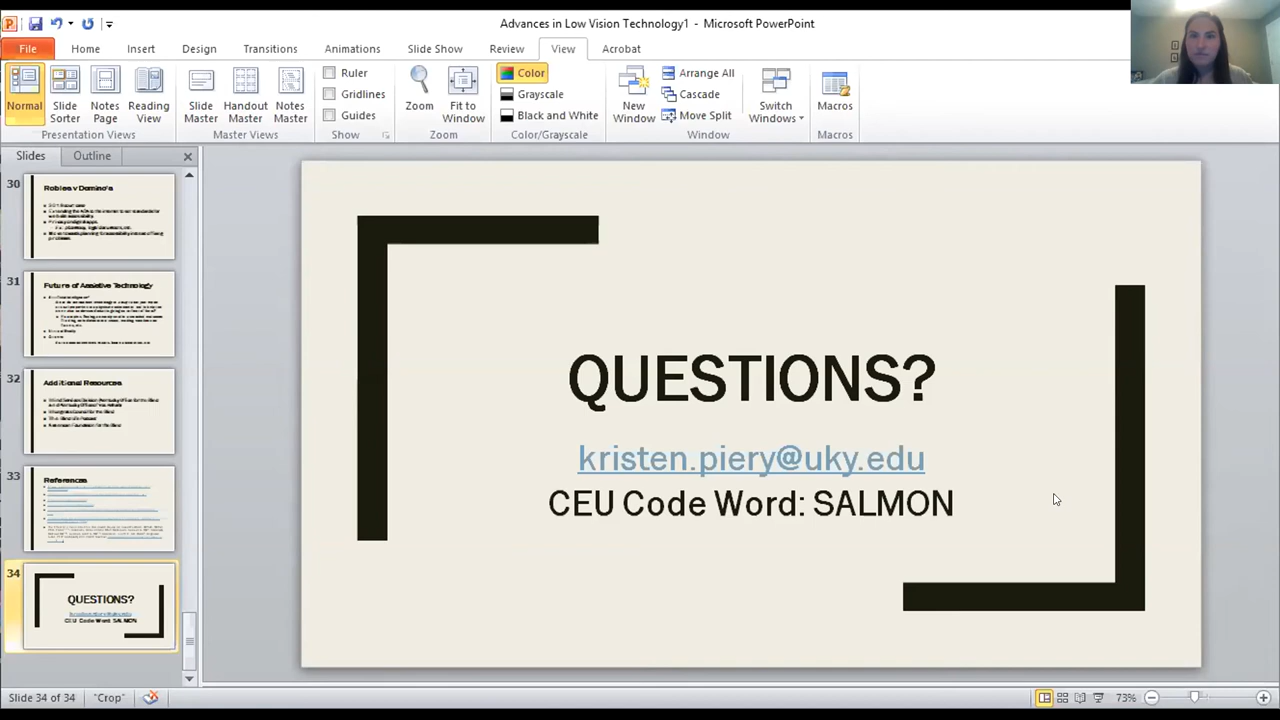 Advances in Low Vision Technology1 - Microsoft PowerPoint
File Home Insert Design Transitions Animations Slide Show Review View Acrobat
Normal
Slide Sorter
Notes Page
Reading View
Presentation Views
Slide Master
Handout Master
Notes Master
Master Views
Ruler
Gridlines
Guides
Show
Zoom
Fit to Window
Zoom
Color
Grayscale
Black and White
Color/Grayscale
New Window
Arrange All
Cascade
Move Split
Switch Windows
Window
Macros
Macros
Slides Outline
30
Robles v Domino's
31
Future of Assistive Technology
32
Additional Resources
33
References
34
QUESTIONS?
kristen.piery@uky.edu
CEU Code Word: SALMON
QUESTIONS?
kristen.piery@uky.edu
CEU Code Word: SALMON
Slide 34 of 34 "Crop" 73%